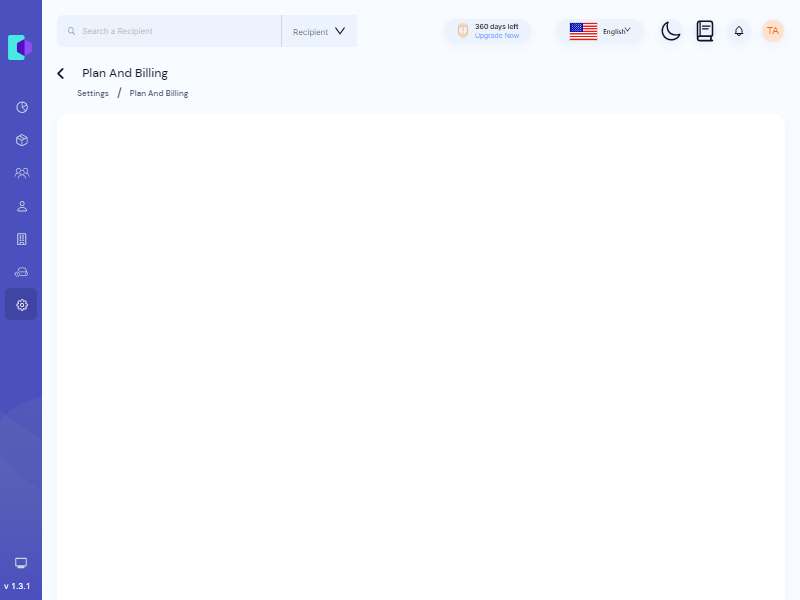 Search a Recipient
Recipient
360 days left
Upgrade Now
English
TA
Plan And Billing
Settings / Plan And Billing
v 1.3.1